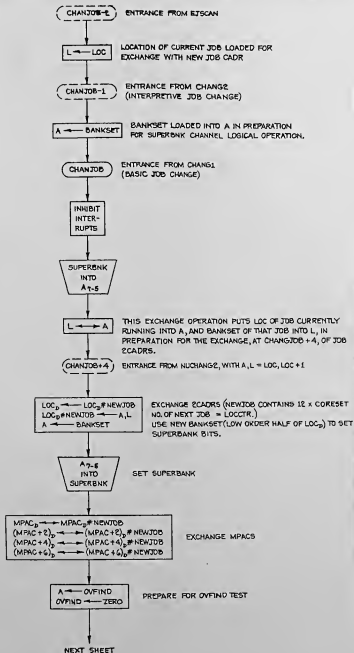 CHANJOB-2 ENTRANCE FROM EJSCAN
L ← LOC LOCATION OF CURRENT JOB LOADED FOR
EXCHANGE WITH NEW JOB CADR
CHANJOB-1 ENTRANCE FROM CHANG2
(INTERPRETIVE JOB CHANGE)
A ← BANKSET BANKSET LOADED INTO A IN PREPARATION
FOR SUPERBNK CHANNEL LOGICAL OPERATION.
CHANJOB ENTRANCE FROM CHANG1
(BASIC JOB CHANGE)
INHIBIT
INTER-
RUPTS
SUPERBNK
INTO
A7-5
L ↔ A THIS EXCHANGE OPERATION PUTS LOC OF JOB CURRENTLY
RUNNING INTO A, AND BANKSET OF THAT JOB INTO L, IN
PREPARATION FOR THE EXCHANGE, AT CHANGJOB+4, OF JOB
2CADRS.
CHANJOB+4 ENTRANCE FROM NUCHANG2, WITH A,L = LOC, LOC+1
LOCD ← LOCD#NEWJOB EXCHANGE 2CADRS (NEWJOB CONTAINS 12 x CORESET
LOCD#NEWJOB ← A,L NO. OF NEXT JOB = LOCCTR.)
A ← BANKSET USE NEW BANKSET (LOW ORDER HALF OF LOCD) TO SET
SUPERBANK BITS.
A7-5
INTO
SUPERBNK SET SUPERBANK
MPACD ↔ MPACD#NEWJOB
(MPAC+2)D ↔ (MPAC+2)D#NEWJOB
(MPAC+4)D ↔ (MPAC+4)D#NEWJOB
(MPAC+6)D ↔ (MPAC+6)D#NEWJOB
EXCHANGE MPACS
A ← OVFIND PREPARE FOR OVFIND TEST
OVFIND ← ZERO
NEXT SHEET